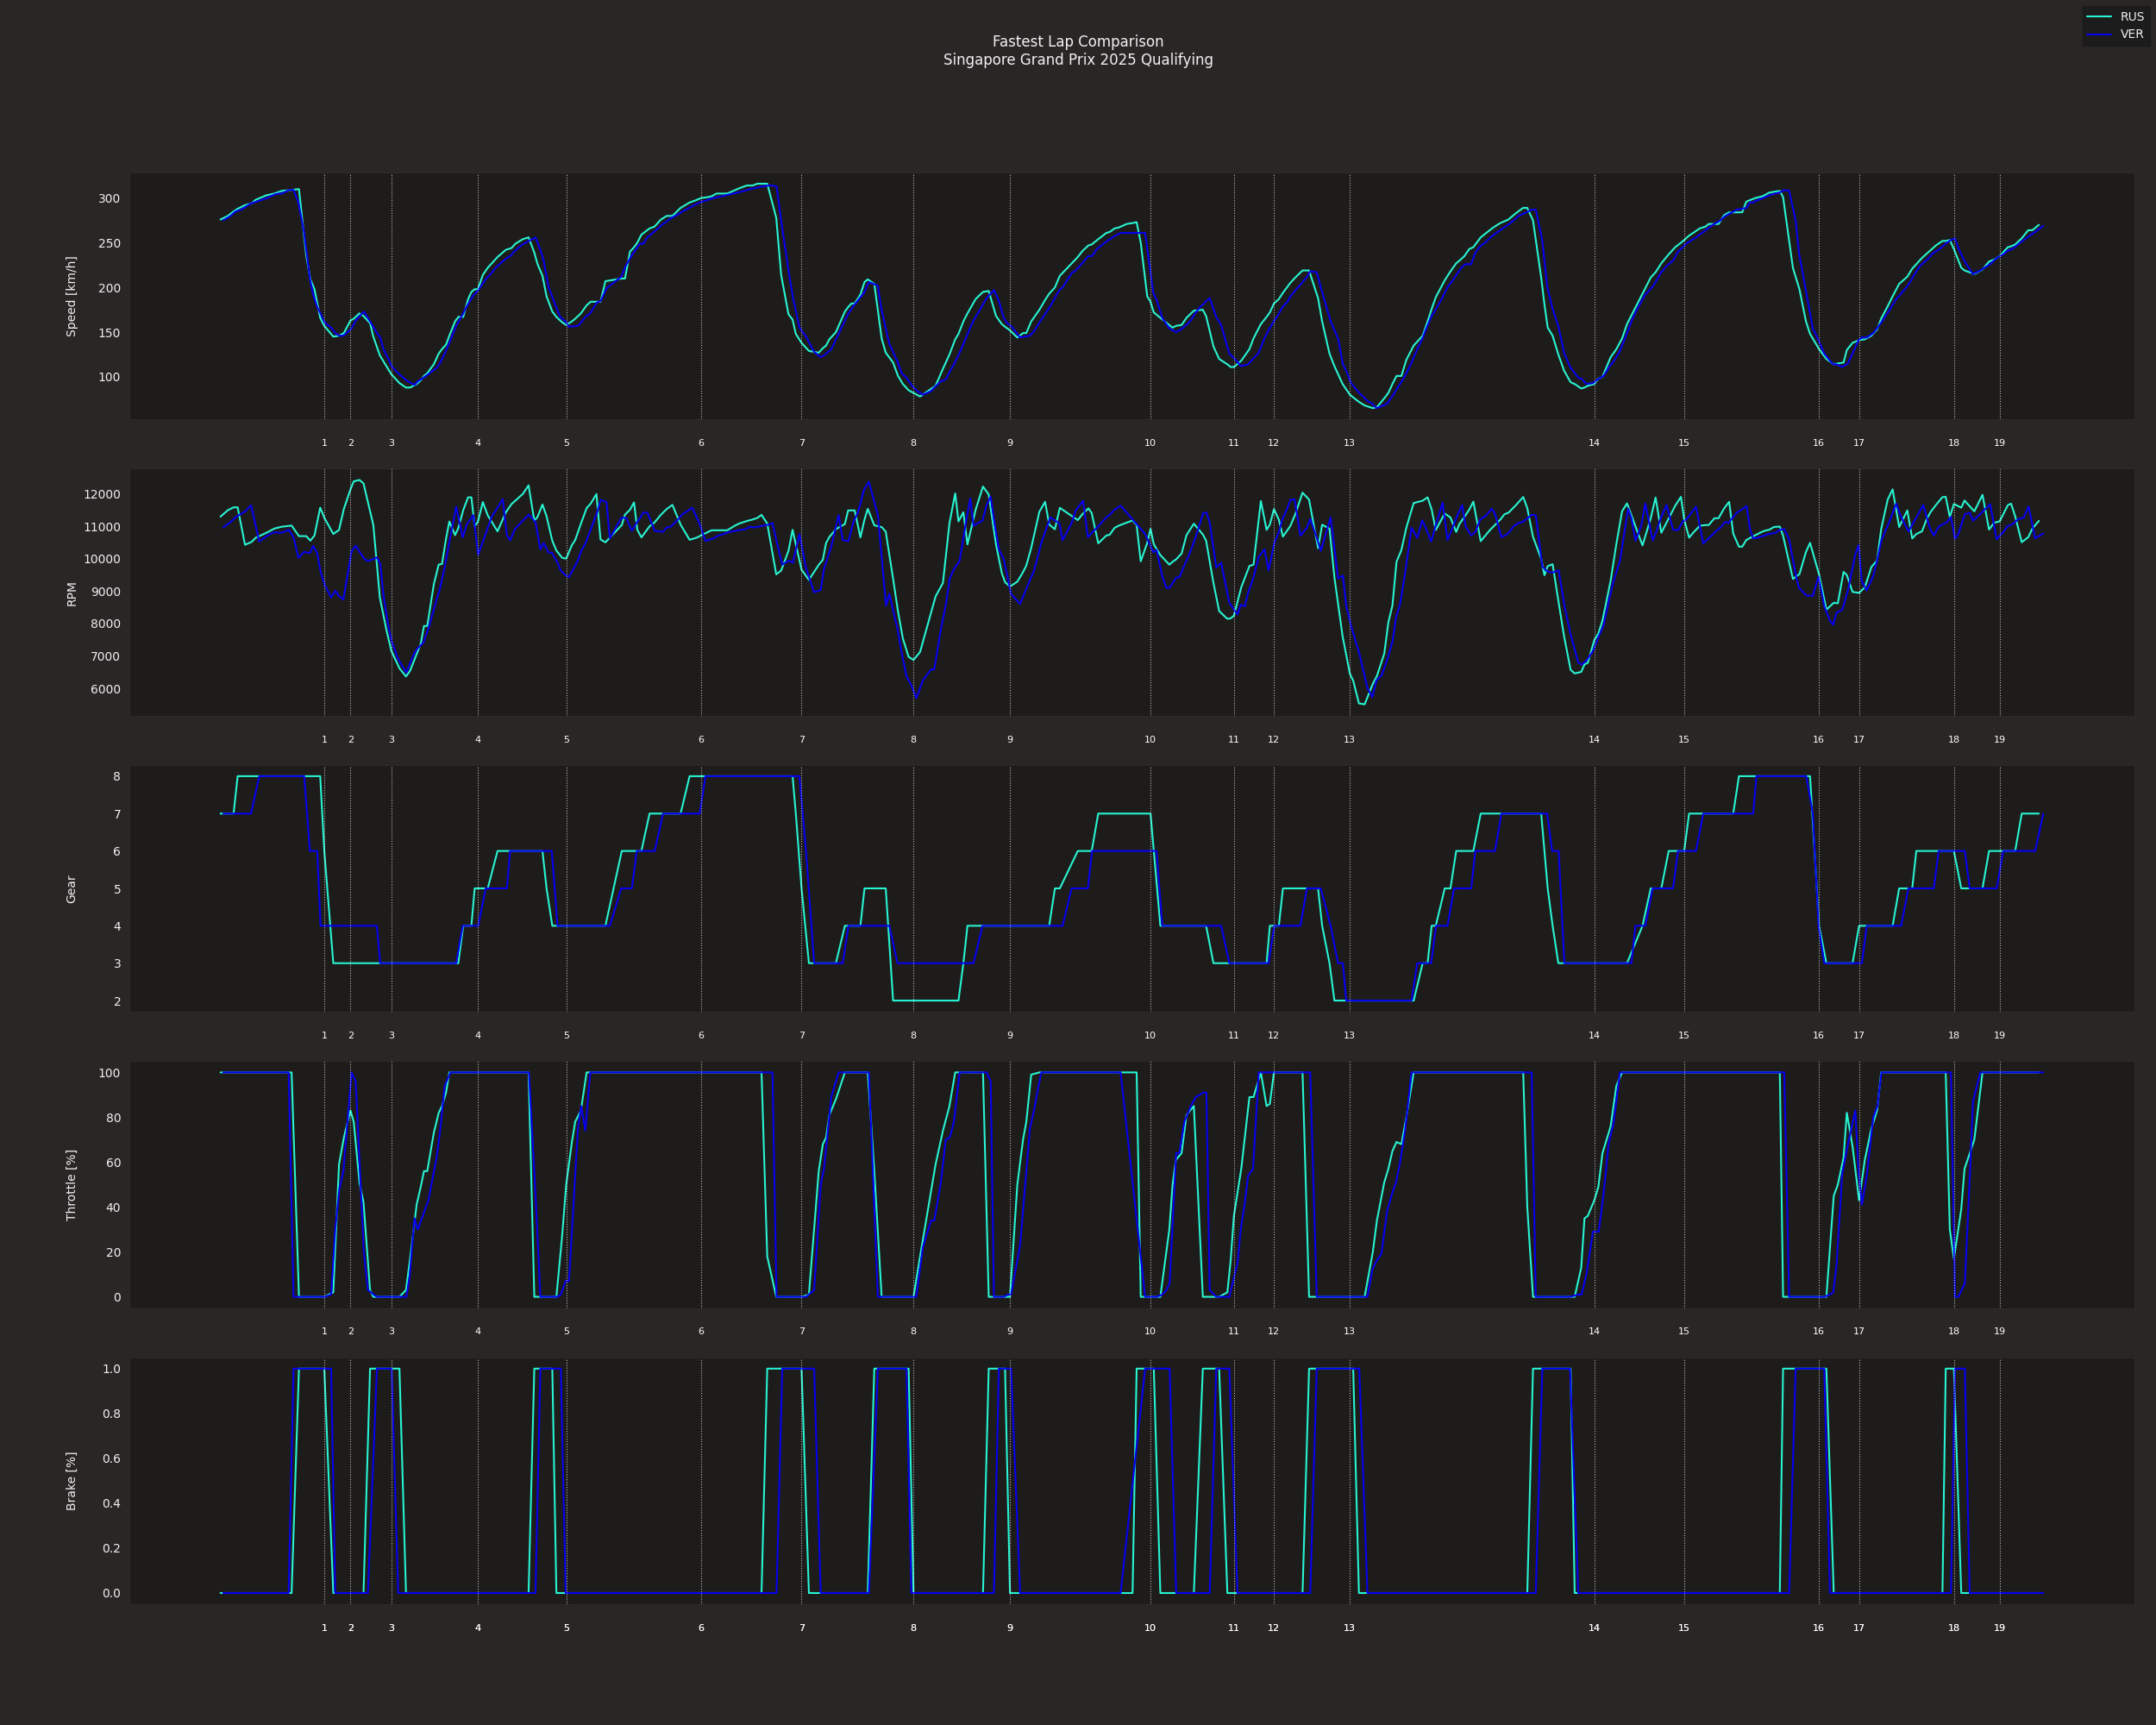 RUS
VER
Fastest Lap Comparison
Singapore Grand Prix 2025 Qualifying
Speed [km/h]
300
250
200
150
100
1 2 3 4 5 6 7 8 9 10 11 12 13 14 15 16 17 18 19
RPM
12000
11000
10000
9000
8000
7000
6000
1 2 3 4 5 6 7 8 9 10 11 12 13 14 15 16 17 18 19
Gear
8
7
6
5
4
3
2
1 2 3 4 5 6 7 8 9 10 11 12 13 14 15 16 17 18 19
Throttle [%]
100
80
60
40
20
0
1 2 3 4 5 6 7 8 9 10 11 12 13 14 15 16 17 18 19
Brake [%]
1.0
0.8
0.6
0.4
0.2
0.0
1 2 3 4 5 6 7 8 9 10 11 12 13 14 15 16 17 18 19